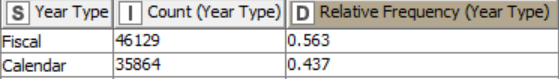 S Year Type I Count (Year Type) D Relative Frequency (Year Type)
Fiscal 46129 0.563
Calendar 35864 0.437